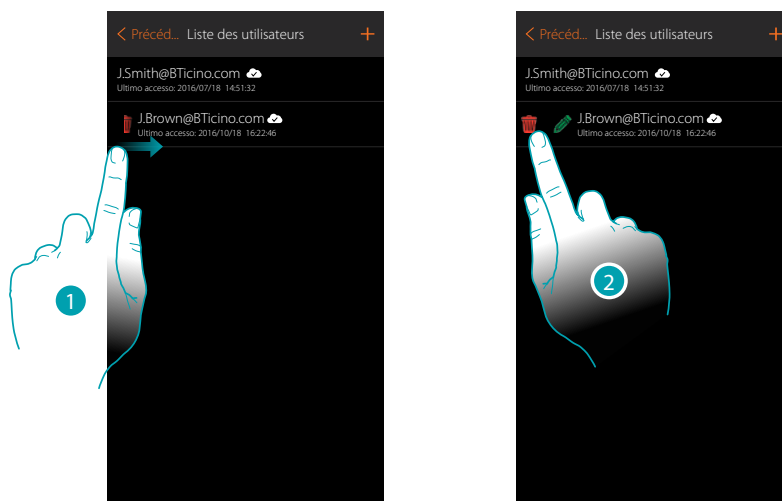 Précéd... Liste des utilisateurs +
J.Smith@BTicino.com
Ultimo accesso: 2016/07/18 14:51:32
J.Brown@BTicino.com
Ultimo accesso: 2016/10/18 16:22:46
1
Précéd... Liste des utilisateurs +
J.Smith@BTicino.com
Ultimo accesso: 2016/07/18 14:51:32
J.Brown@BTicino.com
Ultimo accesso: 2016/10/18 16:22:46
2